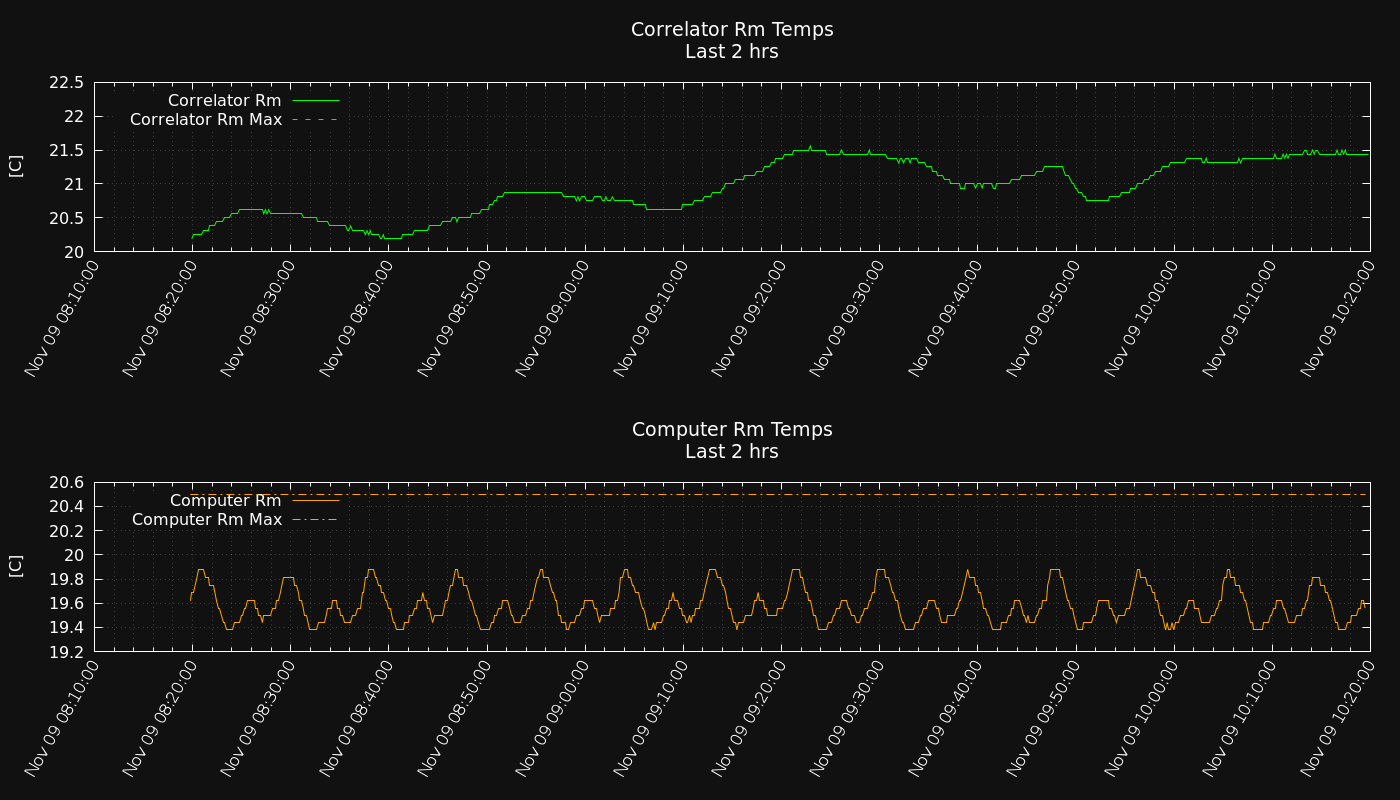 Correlator Rm Temps
Last 2 hrs
22.5
22
21.5
21
20.5
20
[C]
Correlator Rm
Correlator Rm Max
Nov 09 08:10:00
Nov 09 08:20:00
Nov 09 08:30:00
Nov 09 08:40:00
Nov 09 08:50:00
Nov 09 09:00:00
Nov 09 09:10:00
Nov 09 09:20:00
Nov 09 09:30:00
Nov 09 09:40:00
Nov 09 09:50:00
Nov 09 10:00:00
Nov 09 10:10:00
Nov 09 10:20:00
Computer Rm Temps
Last 2 hrs
20.6
20.4
20.2
20
19.8
19.6
19.4
19.2
[C]
Computer Rm
Computer Rm Max
Nov 09 08:10:00
Nov 09 08:20:00
Nov 09 08:30:00
Nov 09 08:40:00
Nov 09 08:50:00
Nov 09 09:00:00
Nov 09 09:10:00
Nov 09 09:20:00
Nov 09 09:30:00
Nov 09 09:40:00
Nov 09 09:50:00
Nov 09 10:00:00
Nov 09 10:10:00
Nov 09 10:20:00